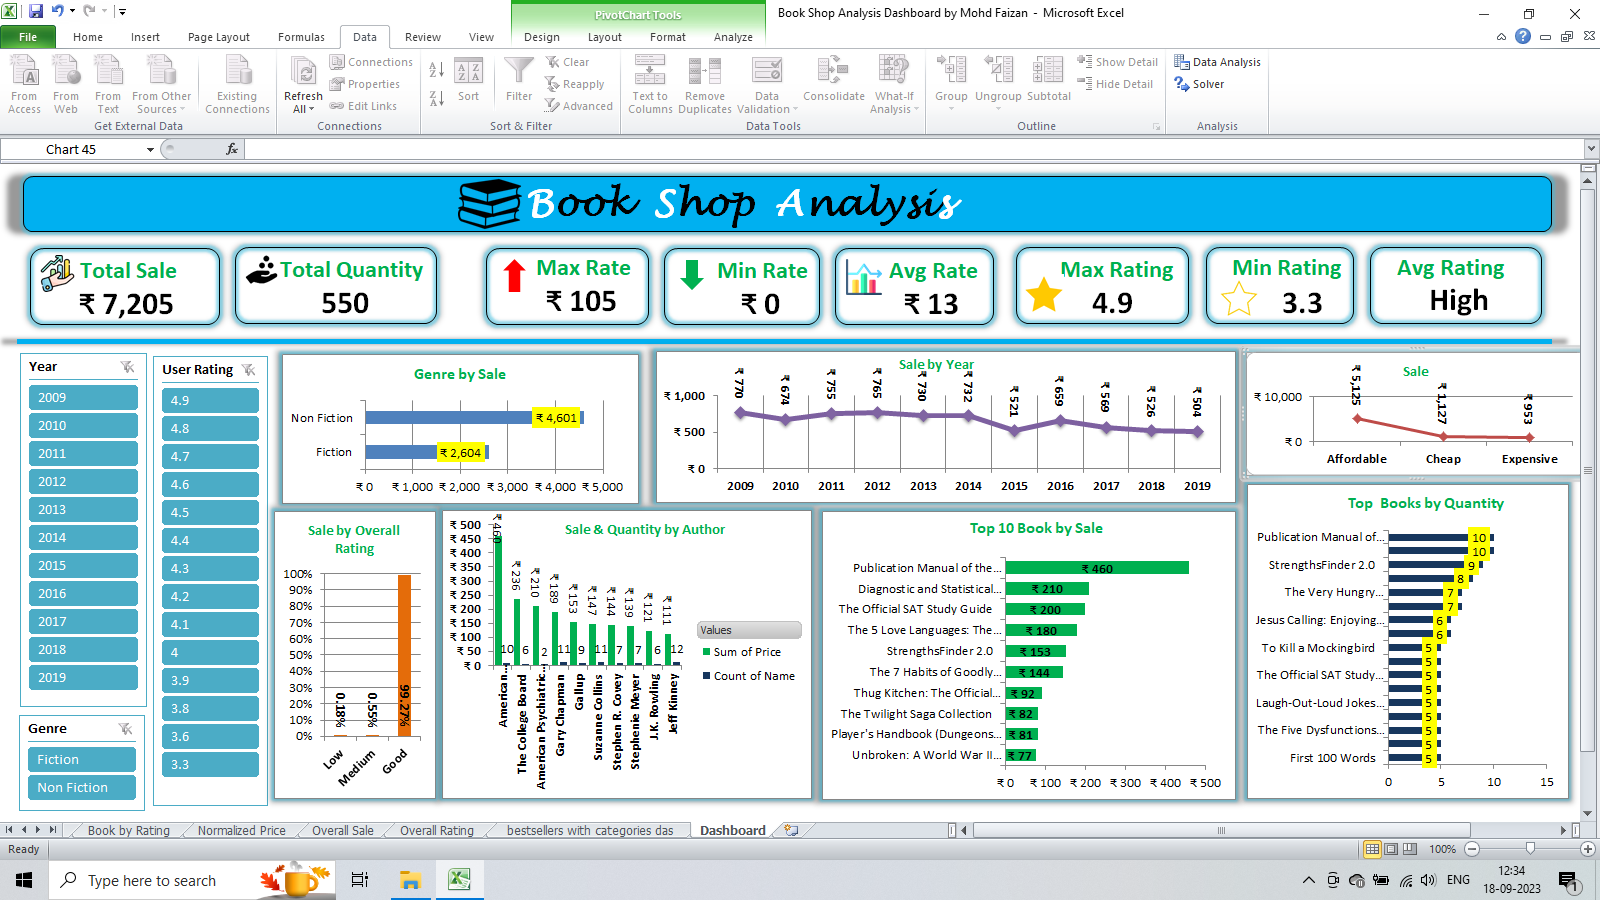 PivotChart Tools
Book Shop Analysis Dashboard by Mohd Faizan - Microsoft Excel
File Home Insert Page Layout Formulas Data Review View Design Layout Format Analyze
From Access
From Web
From Text
From Other Sources
Existing Connections
Get External Data
Refresh All
Connections
Properties
Edit Links
Connections
Sort
Filter
Clear
Reapply
Advanced
Sort & Filter
Text to Columns
Remove Duplicates
Data Validation
Consolidate
What-If Analysis
Data Tools
Group
Ungroup
Subtotal
Show Detail
Hide Detail
Outline
Data Analysis
Solver
Analysis
Chart 45
fx
Book Shop Analysis
Total Sale
₹ 7,205
Total Quantity
550
Max Rate
₹ 105
Min Rate
₹ 0
Avg Rate
₹ 13
Max Rating
4.9
Min Rating
3.3
Avg Rating
High
Year
2009
2010
2011
2012
2013
2014
2015
2016
2017
2018
2019
Genre
Fiction
Non Fiction
User Rating
4.9
4.8
4.7
4.6
4.5
4.4
4.3
4.2
4.1
4
3.9
3.8
3.6
3.3
Genre by Sale
Non Fiction ₹ 4,601
Fiction ₹ 2,604
₹ 0 ₹ 1,000 ₹ 2,000 ₹ 3,000 ₹ 4,000 ₹ 5,000
Sale by Year
₹ 770 ₹ 674 ₹ 755 ₹ 765 ₹ 730 ₹ 732 ₹ 521 ₹ 659 ₹ 569 ₹ 526 ₹ 504
₹ 1,000
₹ 500
₹ 0
2009 2010 2011 2012 2013 2014 2015 2016 2017 2018 2019
Sale
₹ 5,125 ₹ 1,127 ₹ 953
₹ 10,000
₹ 0
Affordable Cheap Expensive
Sale by Overall
Rating
100%
90%
80%
70%
60%
50%
40%
30%
20%
10%
0%
0.18% 0.55% 99.27%
Low Medium Good
Sale & Quantity by Author
₹ 500
₹ 450
₹ 400
₹ 350
₹ 300
₹ 250
₹ 200
₹ 150
₹ 100
₹ 50
₹ 0
₹ 460 ₹ 236 ₹ 210 ₹ 189 ₹ 153 ₹ 147 ₹ 144 ₹ 139 ₹ 121 ₹ 111
10 6 2 11 9 11 7 7 6 12
American...
The College Board
American Psychiatric...
Gary Chapman
Gallup
Suzanne Collins
Stephen R. Covey
Stephenie Meyer
J.K. Rowling
Jeff Kinney
Values
Sum of Price
Count of Name
Top 10 Book by Sale
Publication Manual of the... ₹ 460
Diagnostic and Statistical... ₹ 210
The Official SAT Study Guide ₹ 200
The 5 Love Languages: The... ₹ 180
StrengthsFinder 2.0 ₹ 153
The 7 Habits of Goodly... ₹ 144
Thug Kitchen: The Official... ₹ 92
The Twilight Saga Collection ₹ 82
Player's Handbook (Dungeons... ₹ 81
Unbroken: A World War II... ₹ 77
₹ 0 ₹ 100 ₹ 200 ₹ 300 ₹ 400 ₹ 500
Top Books by Quantity
Publication Manual of... 10
10
StrengthsFinder 2.0 9
8
The Very Hungry... 7
7
Jesus Calling: Enjoying... 6
6
To Kill a Mockingbird 5
5
The Official SAT Study... 5
5
Laugh-Out-Loud Jokes... 5
5
The Five Dysfunctions... 5
5
First 100 Words 5
0 5 10 15
Book by Rating Normalized Price Overall Sale Overall Rating bestsellers with categories das Dashboard
Ready
100%
Type here to search
ENG
12:34
18-09-2023
1